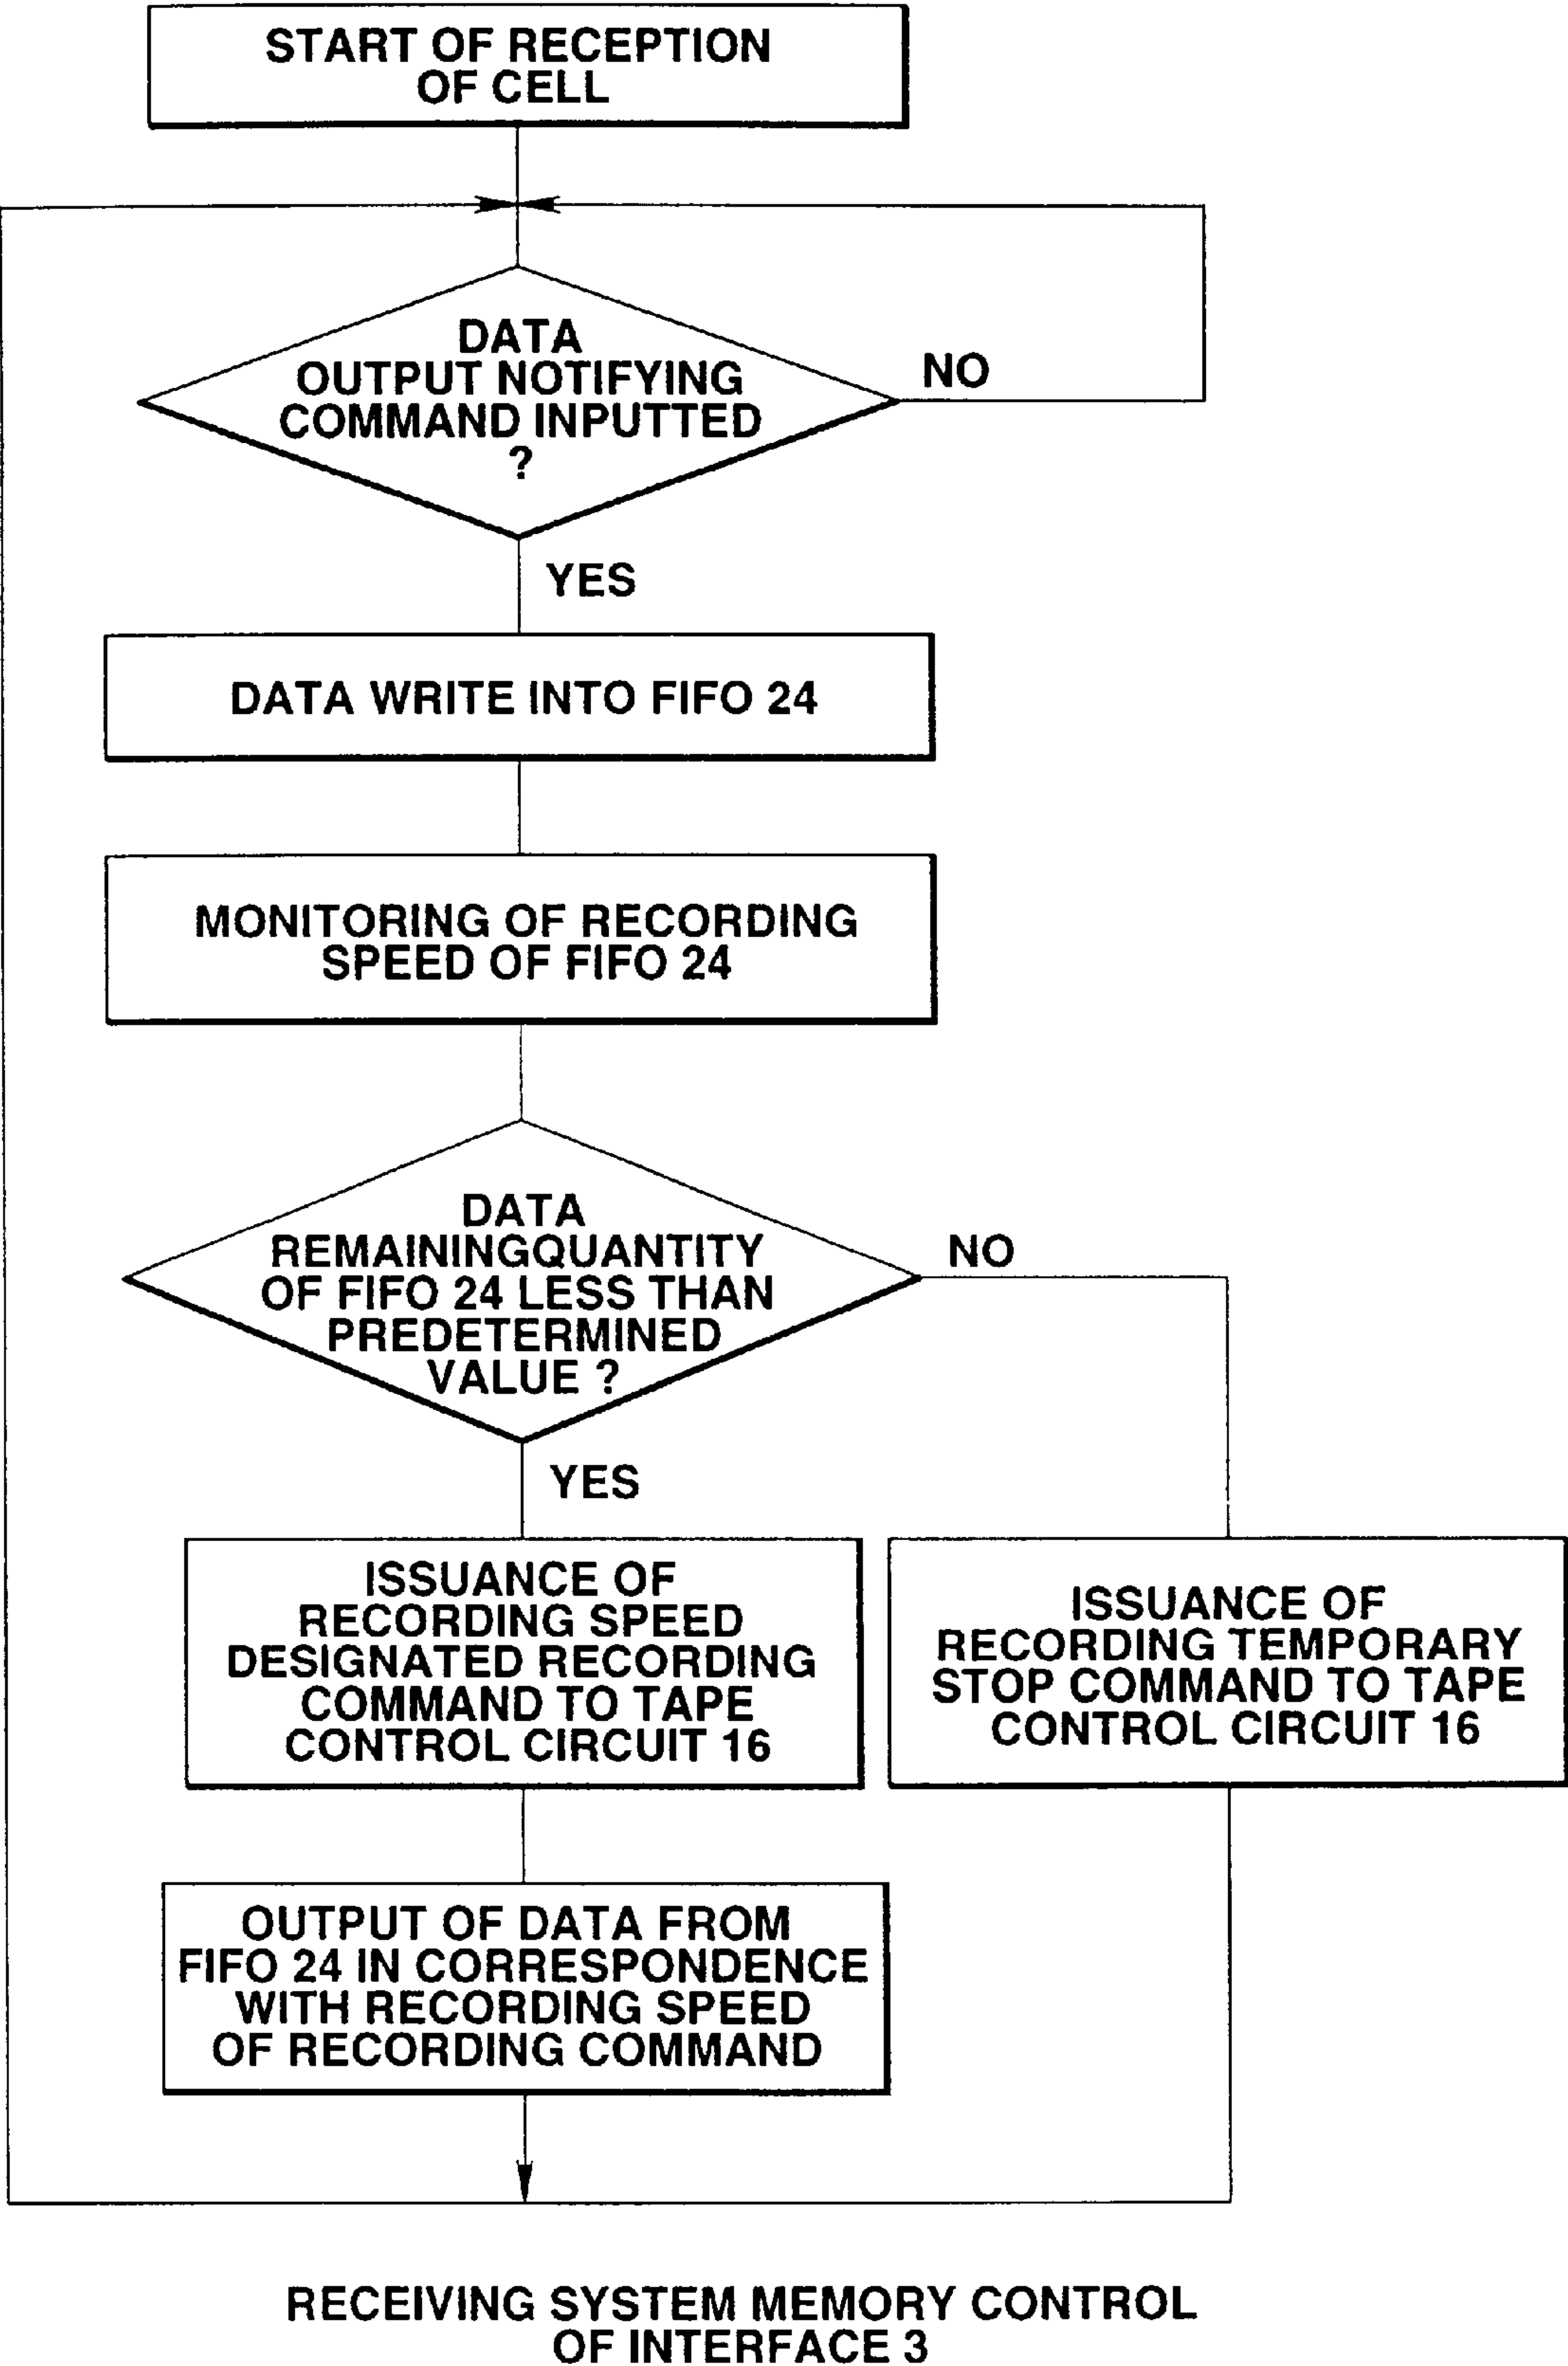 START OF RECEPTION
OF CELL
DATA
OUTPUT NOTIFYING
COMMAND INPUTTED
?
NO
YES
DATA WRITE INTO FIFO 24
MONITORING OF RECORDING
SPEED OF FIFO 24
DATA
REMAININGQUANTITY
OF FIFO 24 LESS THAN
PREDETERMINED
VALUE ?
NO
YES
ISSUANCE OF
RECORDING SPEED
DESIGNATED RECORDING
COMMAND TO TAPE
CONTROL CIRCUIT 16
ISSUANCE OF
RECORDING TEMPORARY
STOP COMMAND TO TAPE
CONTROL CIRCUIT 16
OUTPUT OF DATA FROM
FIFO 24 IN CORRESPONDENCE
WITH RECORDING SPEED
OF RECORDING COMMAND
RECEIVING SYSTEM MEMORY CONTROL
OF INTERFACE 3